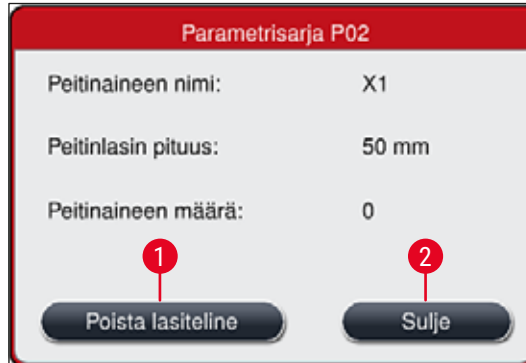 Parametrisarja P02
Peitinaineen nimi: X1
Peitinlasin pituus: 50 mm
Peitinaineen määrä: 0
1 2
Poista lasiteline Sulje